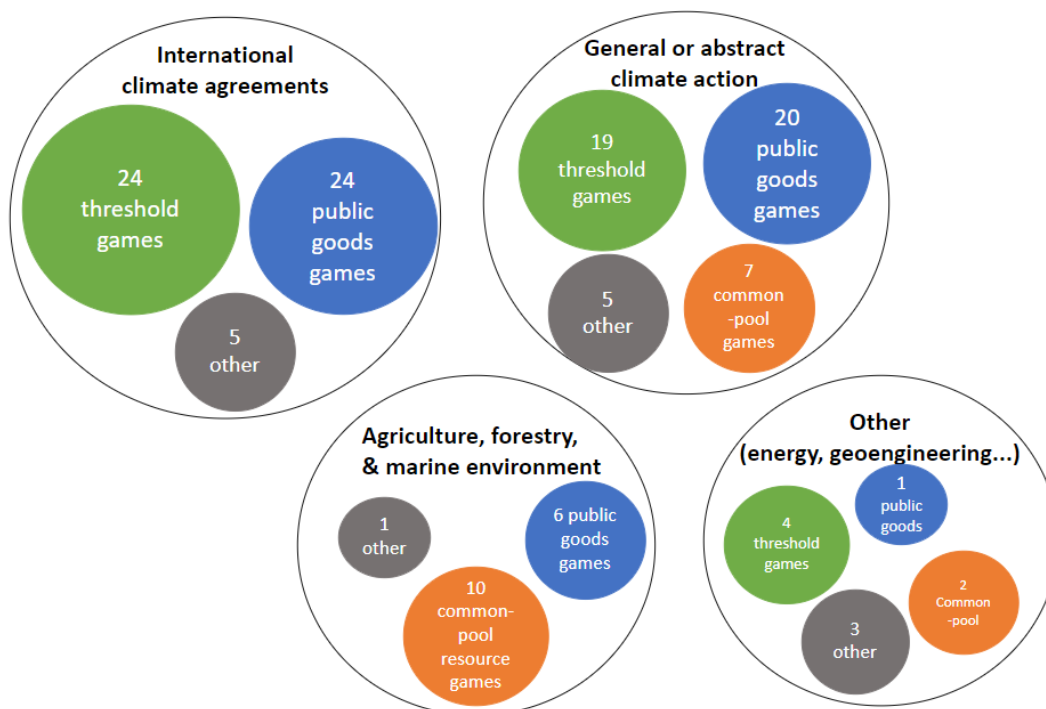 International
climate agreements
24
threshold
games
24
public
goods
games
5
other
General or abstract
climate action
19
threshold
games
20
public
goods
games
5
other
7
common
-pool
games
Agriculture, forestry,
& marine environment
1
other
6 public
goods
games
10
common-
pool
resource
games
Other
(energy, geoengineering...)
4
threshold
games
1
public
goods
2
Common
-pool
3
other